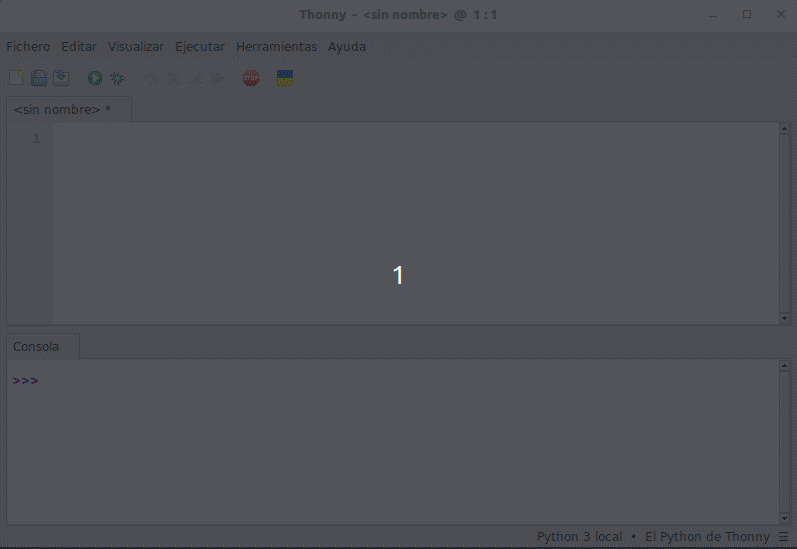 Thonny - <sin nombre> @ 1 : 1
Fichero Editar Visualizar Ejecutar Herramientas Ayuda
STOP
<sin nombre> *
1
1
Consola
>>>
Python 3 local • El Python de Thonny ☰